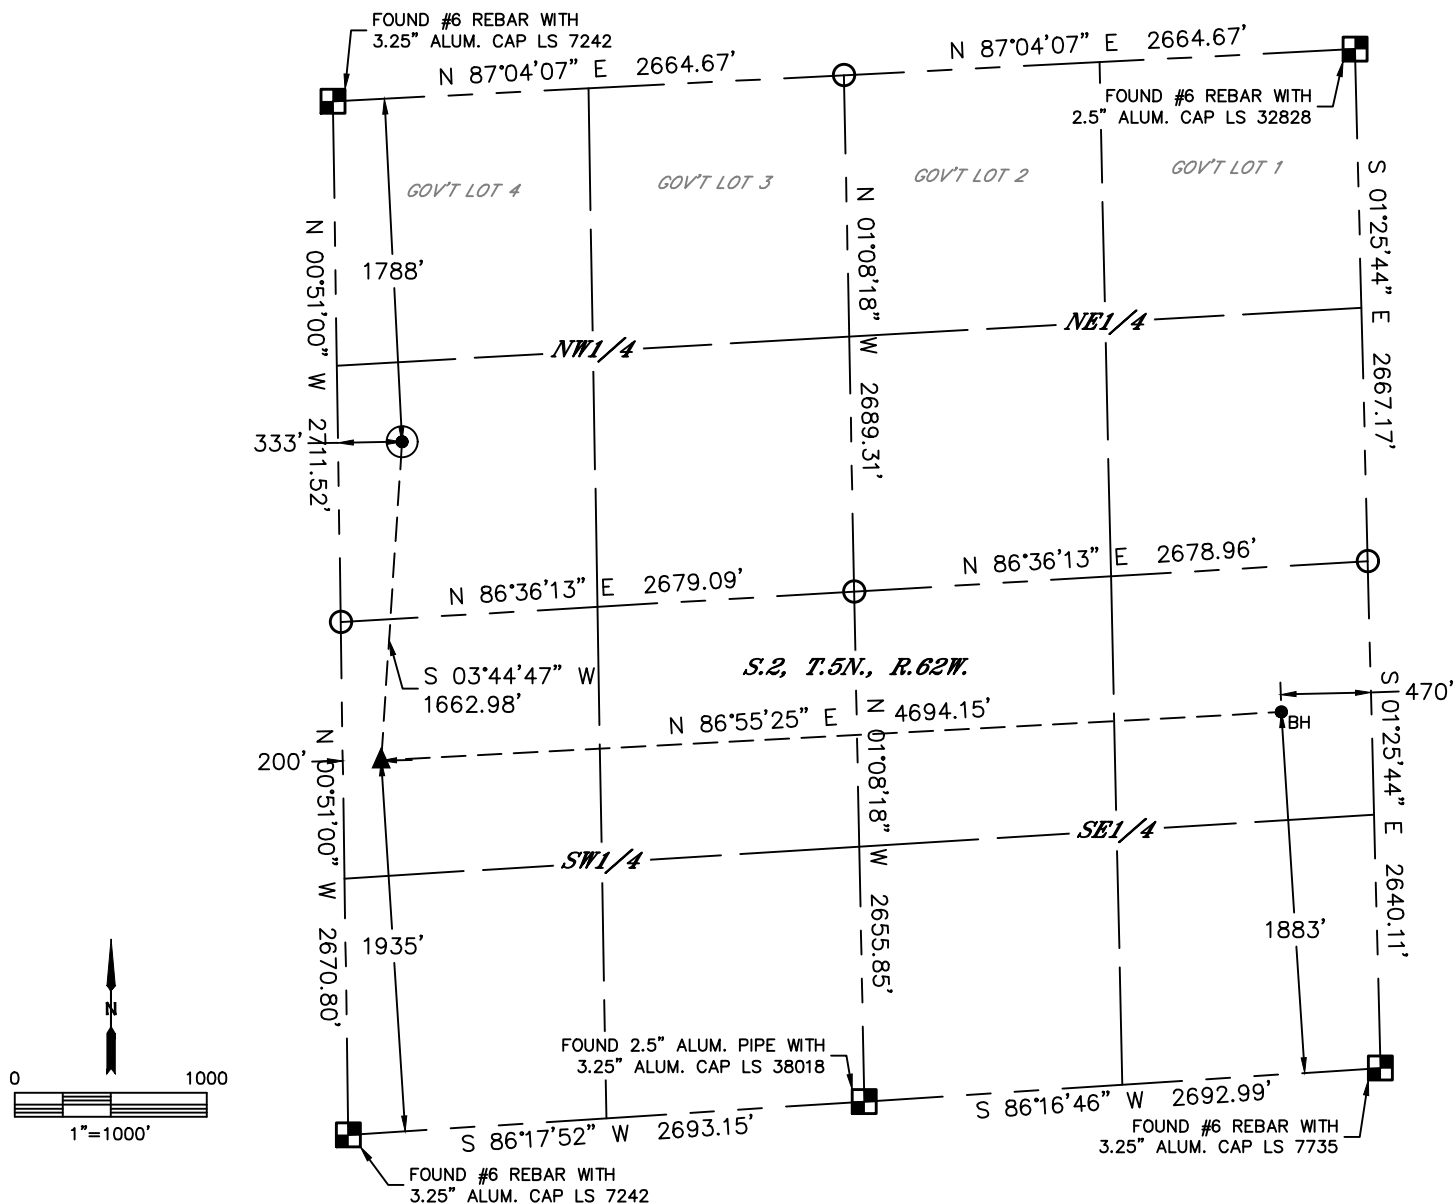 FOUND #6 REBAR WITH
3.25" ALUM. CAP LS 7242
N 87°04'07" E 2664.67'
N 87°04'07" E 2664.67'
FOUND #6 REBAR WITH
2.5" ALUM. CAP LS 32828
GOV'T LOT 4
GOV'T LOT 3
GOV'T LOT 2
GOV'T LOT 1
N 00°51'00" W 2711.52'
1788'
N 01°08'18" W 2689.31'
S 01°25'44" E 2667.17'
NW1/4
NE1/4
333'
N 86°36'13" E 2679.09'
N 86°36'13" E 2678.96'
S 03°44'47" W
1662.98'
S.2, T.5N., R.62W.
N 86°55'25" E 4694.15'
470'
BH
200'
N 00°51'00" W 2670.80'
N 01°08'18" W 2655.85'
S 01°25'44" E 2640.11'
SW1/4
SE1/4
1935'
1883'
N
0 1000
1"=1000'
FOUND 2.5" ALUM. PIPE WITH
3.25" ALUM. CAP LS 38018
S 86°17'52" W 2693.15'
S 86°16'46" W 2692.99'
FOUND #6 REBAR WITH
3.25" ALUM. CAP LS 7735
FOUND #6 REBAR WITH
3.25" ALUM. CAP LS 7242